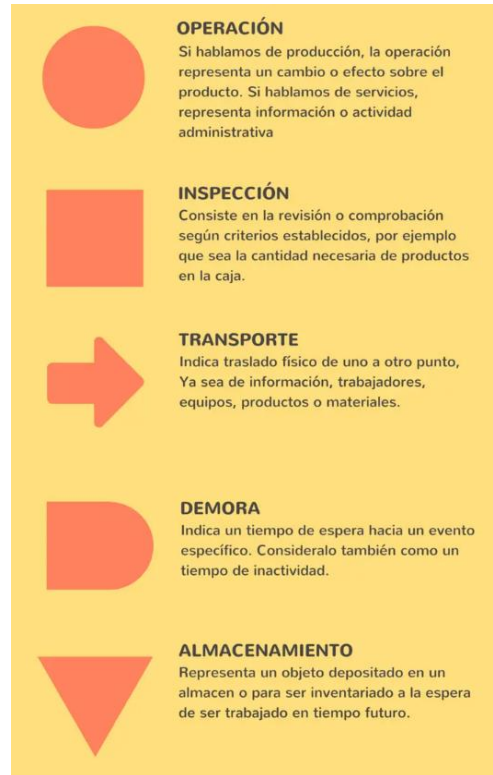 OPERACIÓN
Si hablamos de producción, la operación
representa un cambio o efecto sobre el
producto. Si hablamos de servicios,
representa información o actividad
administrativa
INSPECCIÓN
Consiste en la revisión o comprobación
según criterios establecidos, por ejemplo
que sea la cantidad necesaria de productos
en la caja.
TRANSPORTE
Indica traslado físico de uno a otro punto,
Ya sea de información, trabajadores,
equipos, productos o materiales.
DEMORA
Indica un tiempo de espera hacia un evento
específico. Consideralo también como un
tiempo de inactividad.
ALMACENAMIENTO
Representa un objeto depositado en un
almacen o para ser inventariado a la espera
de ser trabajado en tiempo futuro.